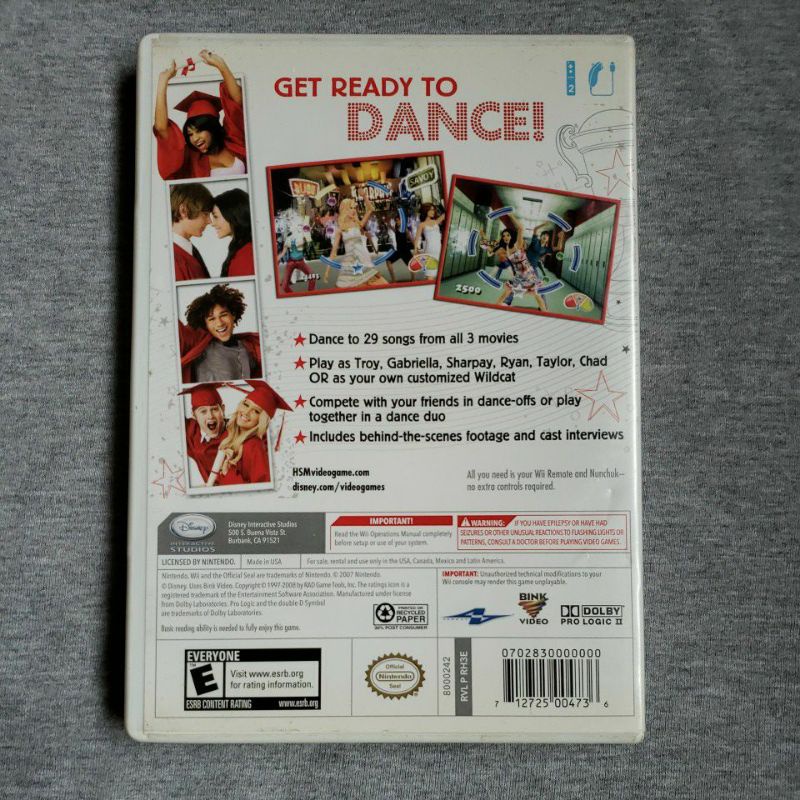 GET READY TO
DANCE!
2
SAVOY
2500
Dance to 29 songs from all 3 movies
Play as Troy, Gabriella, Sharpay, Ryan, Taylor, Chad
OR as your own customized Wildcat
Compete with your friends in dance-offs or play
together in a dance duo
Includes behind-the-scenes footage and cast interviews
HSMvideogame.com
disney.com/videogames
All you need is your Wii Remote and Nunchuk—
no extra controls required.
Disney
INTERACTIVE
STUDIOS
Disney Interactive Studios
500 S. Buena Vista St.
Burbank, CA 91521
IMPORTANT!
Read the Wii Operations Manual completely
before setup or use of your system.
WARNING: IF YOU HAVE EPILEPSY OR HAVE HAD
SEIZURES OR OTHER UNUSUAL REACTIONS TO FLASHING LIGHTS OR
PATTERNS, CONSULT A DOCTOR BEFORE PLAYING VIDEO GAMES.
LICENSED BY NINTENDO.
Made in USA
For sale, rental and use only in the USA, Canada, Mexico and Latin America.
Nintendo, Wii and the Official Seal are trademarks of Nintendo. © 2007 Nintendo.
© Disney. Uses Bink Video. Copyright © 1997-2008 by RAD Game Tools, Inc. The ratings icon is a
registered trademark of the Entertainment Software Association. Manufactured under license
from Dolby Laboratories. Pro Logic and the double-D Symbol
are trademarks of Dolby Laboratories.
Basic reading ability is needed to fully enjoy this game.
PRINTED ON
RECYCLED
PAPER
30% POST CONSUMER
IMPORTANT: Unauthorized technical modifications to your
Wii console may render this game unplayable.
BINK
VIDEO
DOLBY
PRO LOGIC II
EVERYONE
E
Visit www.esrb.org
for rating information.
ESRB CONTENT RATING www.esrb.org
Official
Nintendo
Seal
8000242
RVL P RH3E
0702830000000
7 12725 00473 6